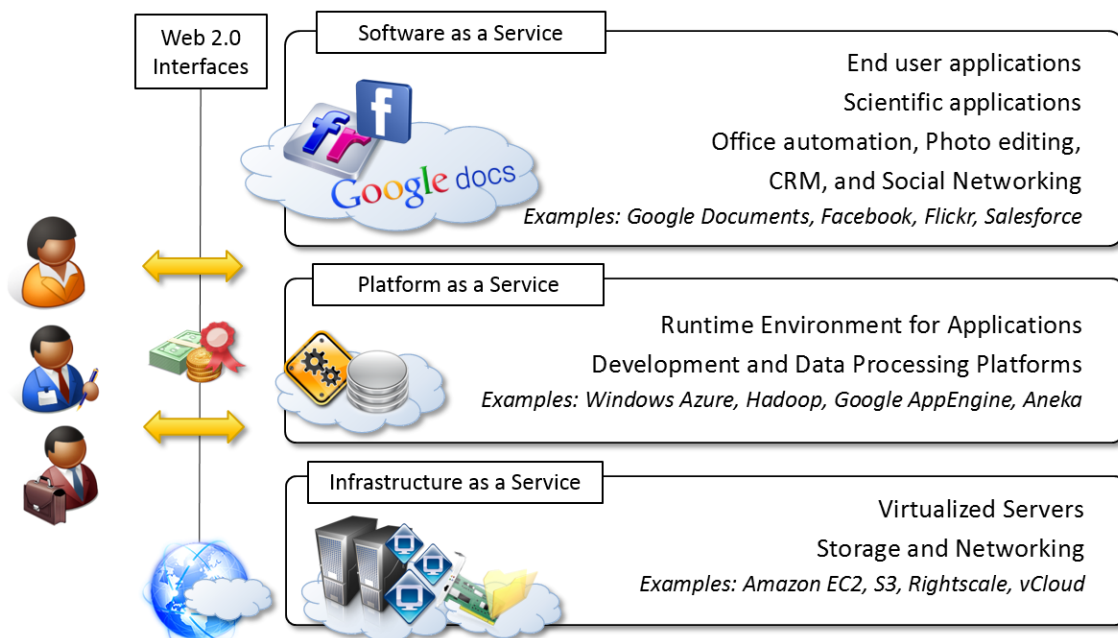 Web 2.0
Interfaces
Software as a Service
End user applications
Scientific applications
Office automation, Photo editing,
CRM, and Social Networking
Examples: Google Documents, Facebook, Flickr, Salesforce
f
fr
Google docs
Platform as a Service
Runtime Environment for Applications
Development and Data Processing Platforms
Examples: Windows Azure, Hadoop, Google AppEngine, Aneka
Infrastructure as a Service
Virtualized Servers
Storage and Networking
Examples: Amazon EC2, S3, Rightscale, vCloud